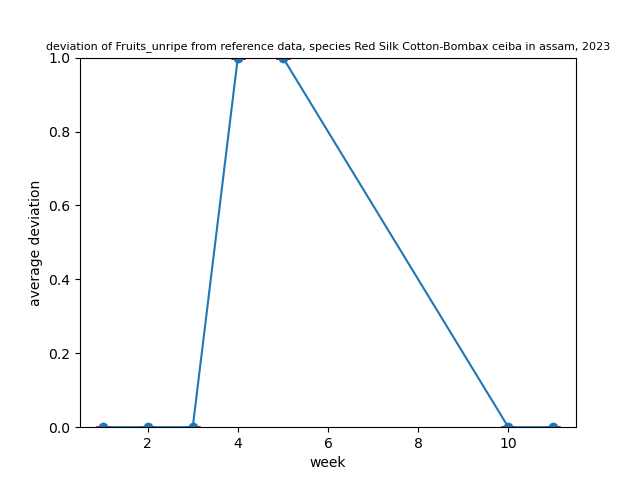 deviation of Fruits_unripe from reference data, species Red Silk Cotton-Bombax ceiba in assam, 2023
1.0
0.8
0.6
0.4
0.2
0.0
average deviation
2 4 6 8 10
week